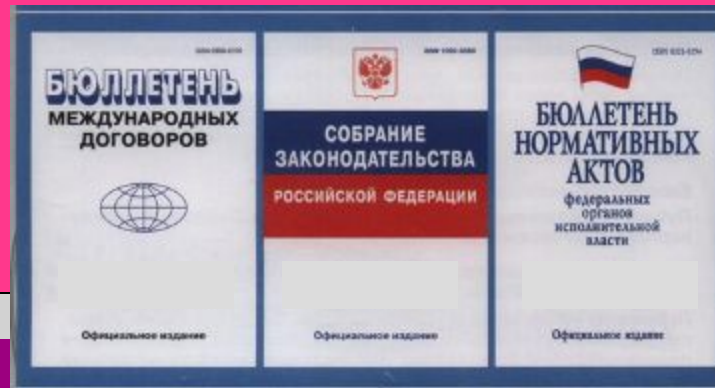 БЮЛЛЕТЕНЬ
МЕЖДУНАРОДНЫХ
ДОГОВОРОВ
Официальное издание
СОБРАНИЕ
ЗАКОНОДАТЕЛЬСТВА
РОССИЙСКОЙ ФЕДЕРАЦИИ
Официальное издание
БЮЛЛЕТЕНЬ
НОРМАТИВНЫХ
АКТОВ
федеральных
органов
исполнительной
власти
Официальное издание